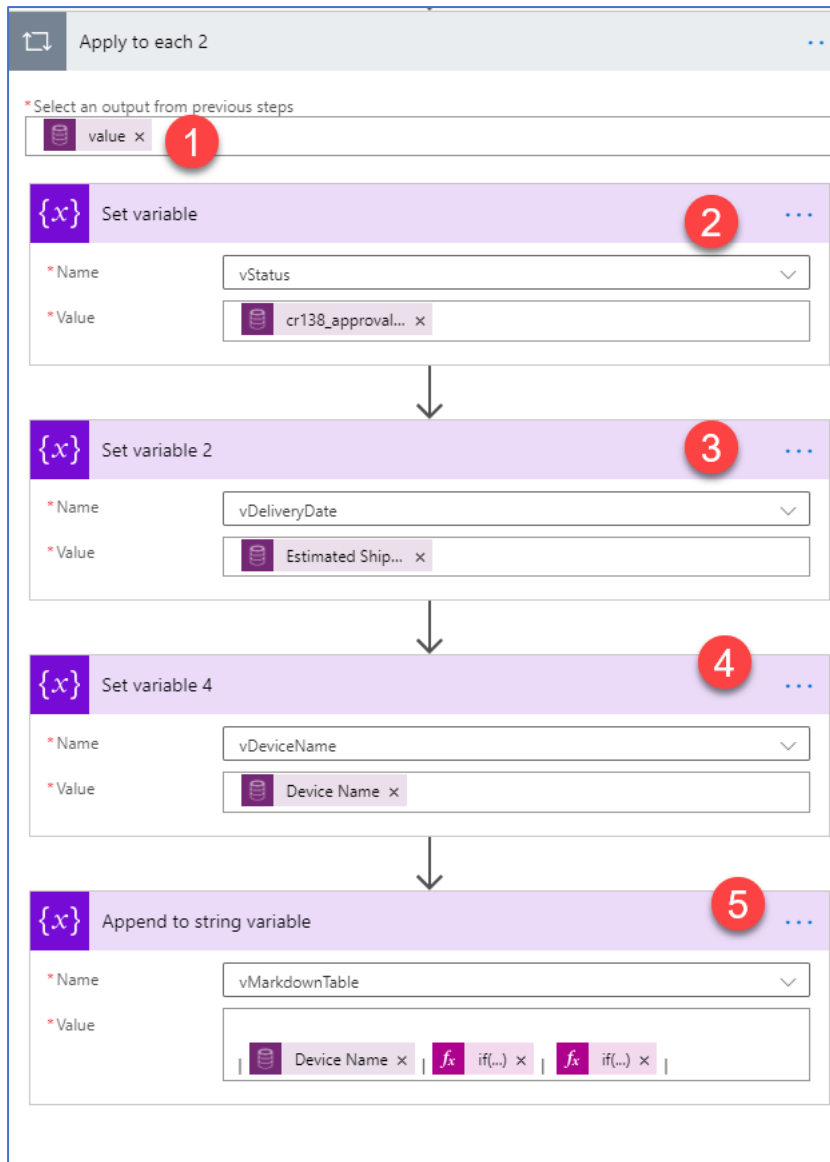 Apply to each 2
* Select an output from previous steps
value ×
1
{x} Set variable
2
* Name vStatus
* Value cr138_approval... ×
{x} Set variable 2
3
* Name vDeliveryDate
* Value Estimated Ship... ×
{x} Set variable 4
4
* Name vDeviceName
* Value Device Name ×
{x} Append to string variable
5
* Name vMarkdownTable
* Value
| Device Name × | fx if(...) × | fx if(...) × |